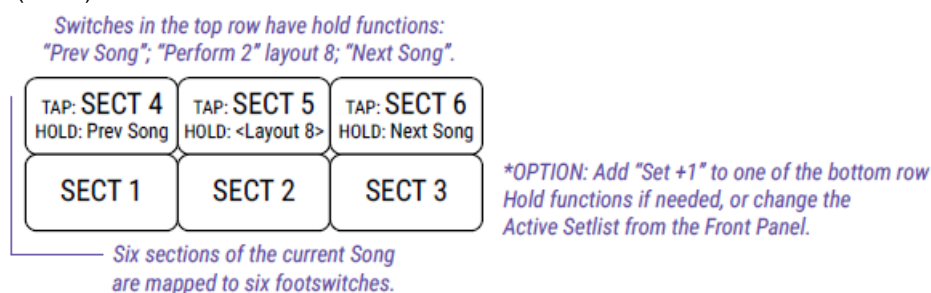 Switches in the top row have hold functions:
“Prev Song”; “Perform 2” layout 8; “Next Song”.
TAP: SECT 4
HOLD: Prev Song
TAP: SECT 5
HOLD: <Layout 8>
TAP: SECT 6
HOLD: Next Song
SECT 1
SECT 2
SECT 3
*OPTION: Add “Set +1” to one of the bottom row
Hold functions if needed, or change the
Active Setlist from the Front Panel.
Six sections of the current Song
are mapped to six footswitches.